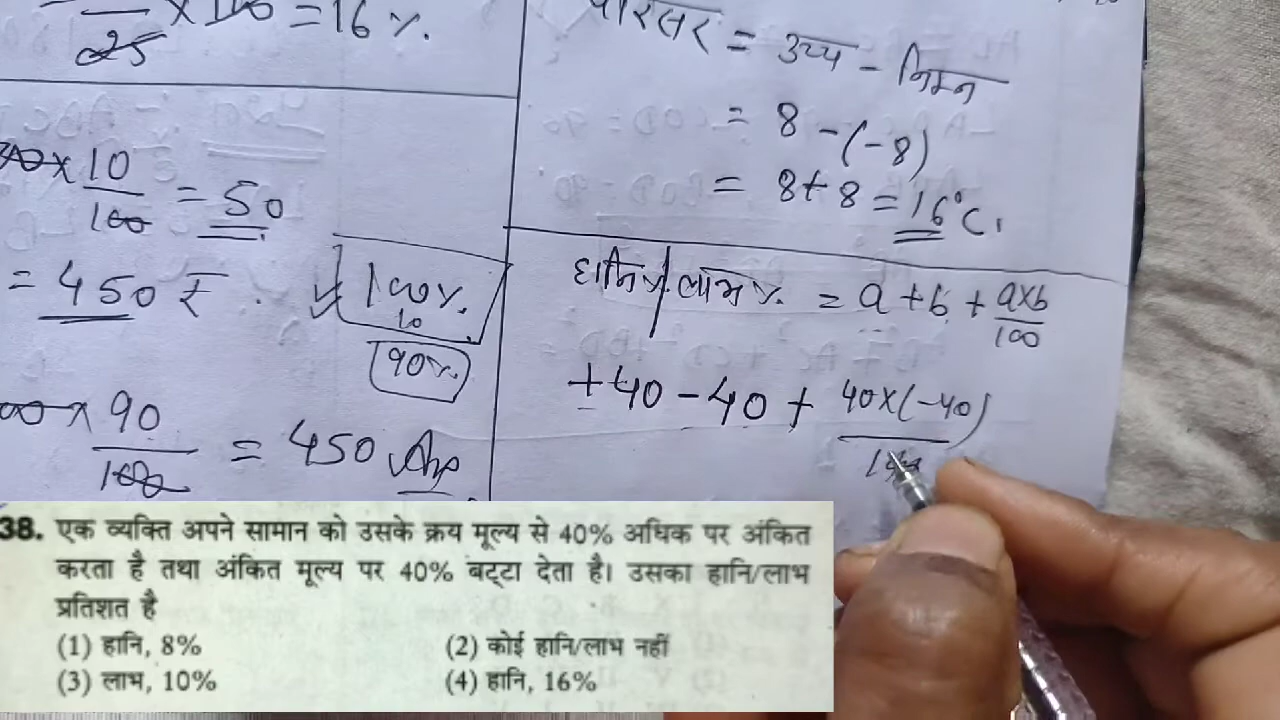 25 × 100 = 16 %.
× 10/100 = 50
= 450 ₹
100%.
10
90%.
× 90/100 = 450 Ans
= उच्च - निम्न
= 8 - (-8)
= 8 + 8 = 16°C.
हानि%/लाभ%. = a + b + a×b/100
+40 - 40 + 40×(-40)/100
38. एक व्यक्ति अपने सामान को उसके क्रय मूल्य से 40% अधिक पर अंकित
करता है तथा अंकित मूल्य पर 40% बट्टा देता है। उसका हानि/लाभ
प्रतिशत है
(1) हानि, 8% (2) कोई हानि/लाभ नहीं
(3) लाभ, 10% (4) हानि, 16%